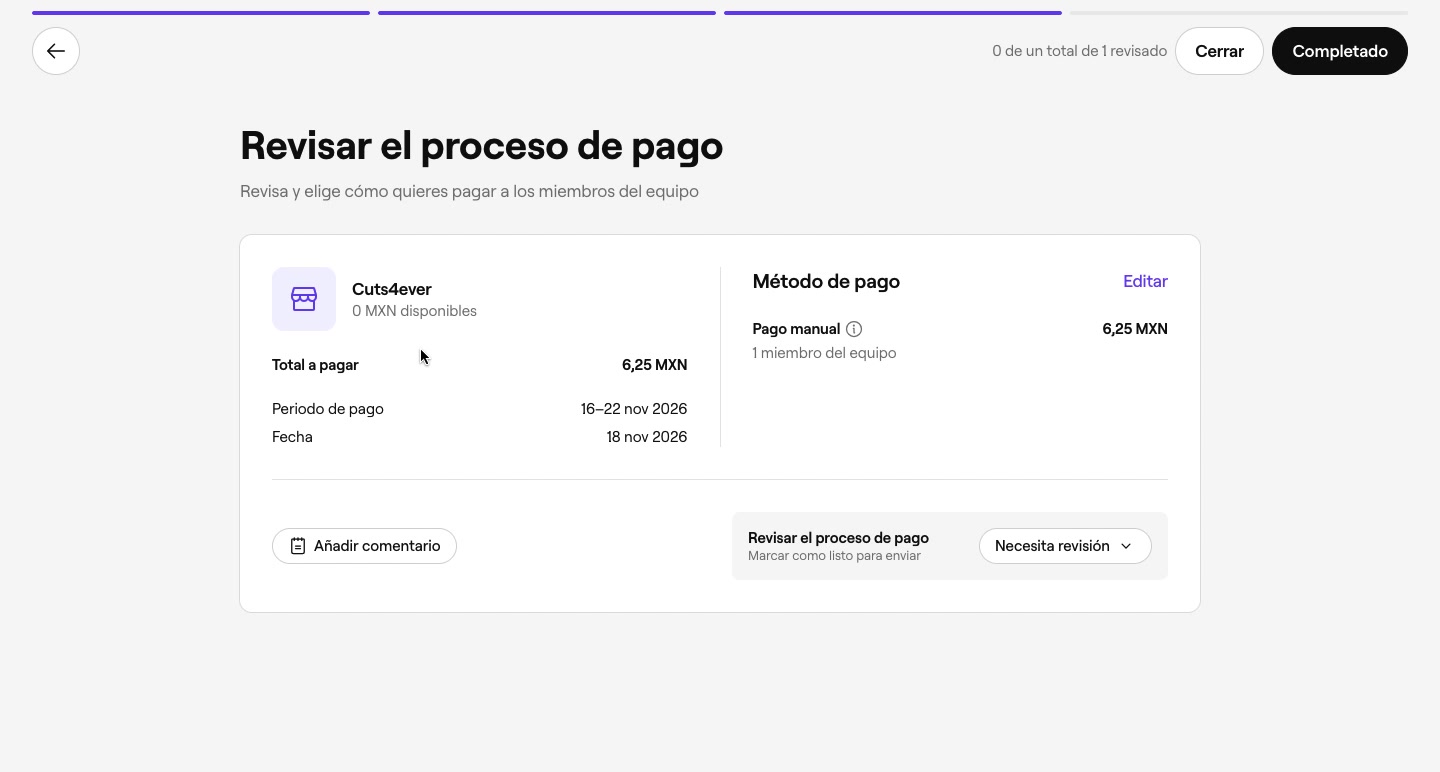 0 de un total de 1 revisado
Cerrar
Completado
Revisar el proceso de pago
Revisa y elige cómo quieres pagar a los miembros del equipo
Cuts4ever
0 MXN disponibles
Total a pagar 6,25 MXN
Periodo de pago 16–22 nov 2026
Fecha 18 nov 2026
Método de pago Editar
Pago manual 6,25 MXN
1 miembro del equipo
Añadir comentario
Revisar el proceso de pago
Marcar como listo para enviar
Necesita revisión